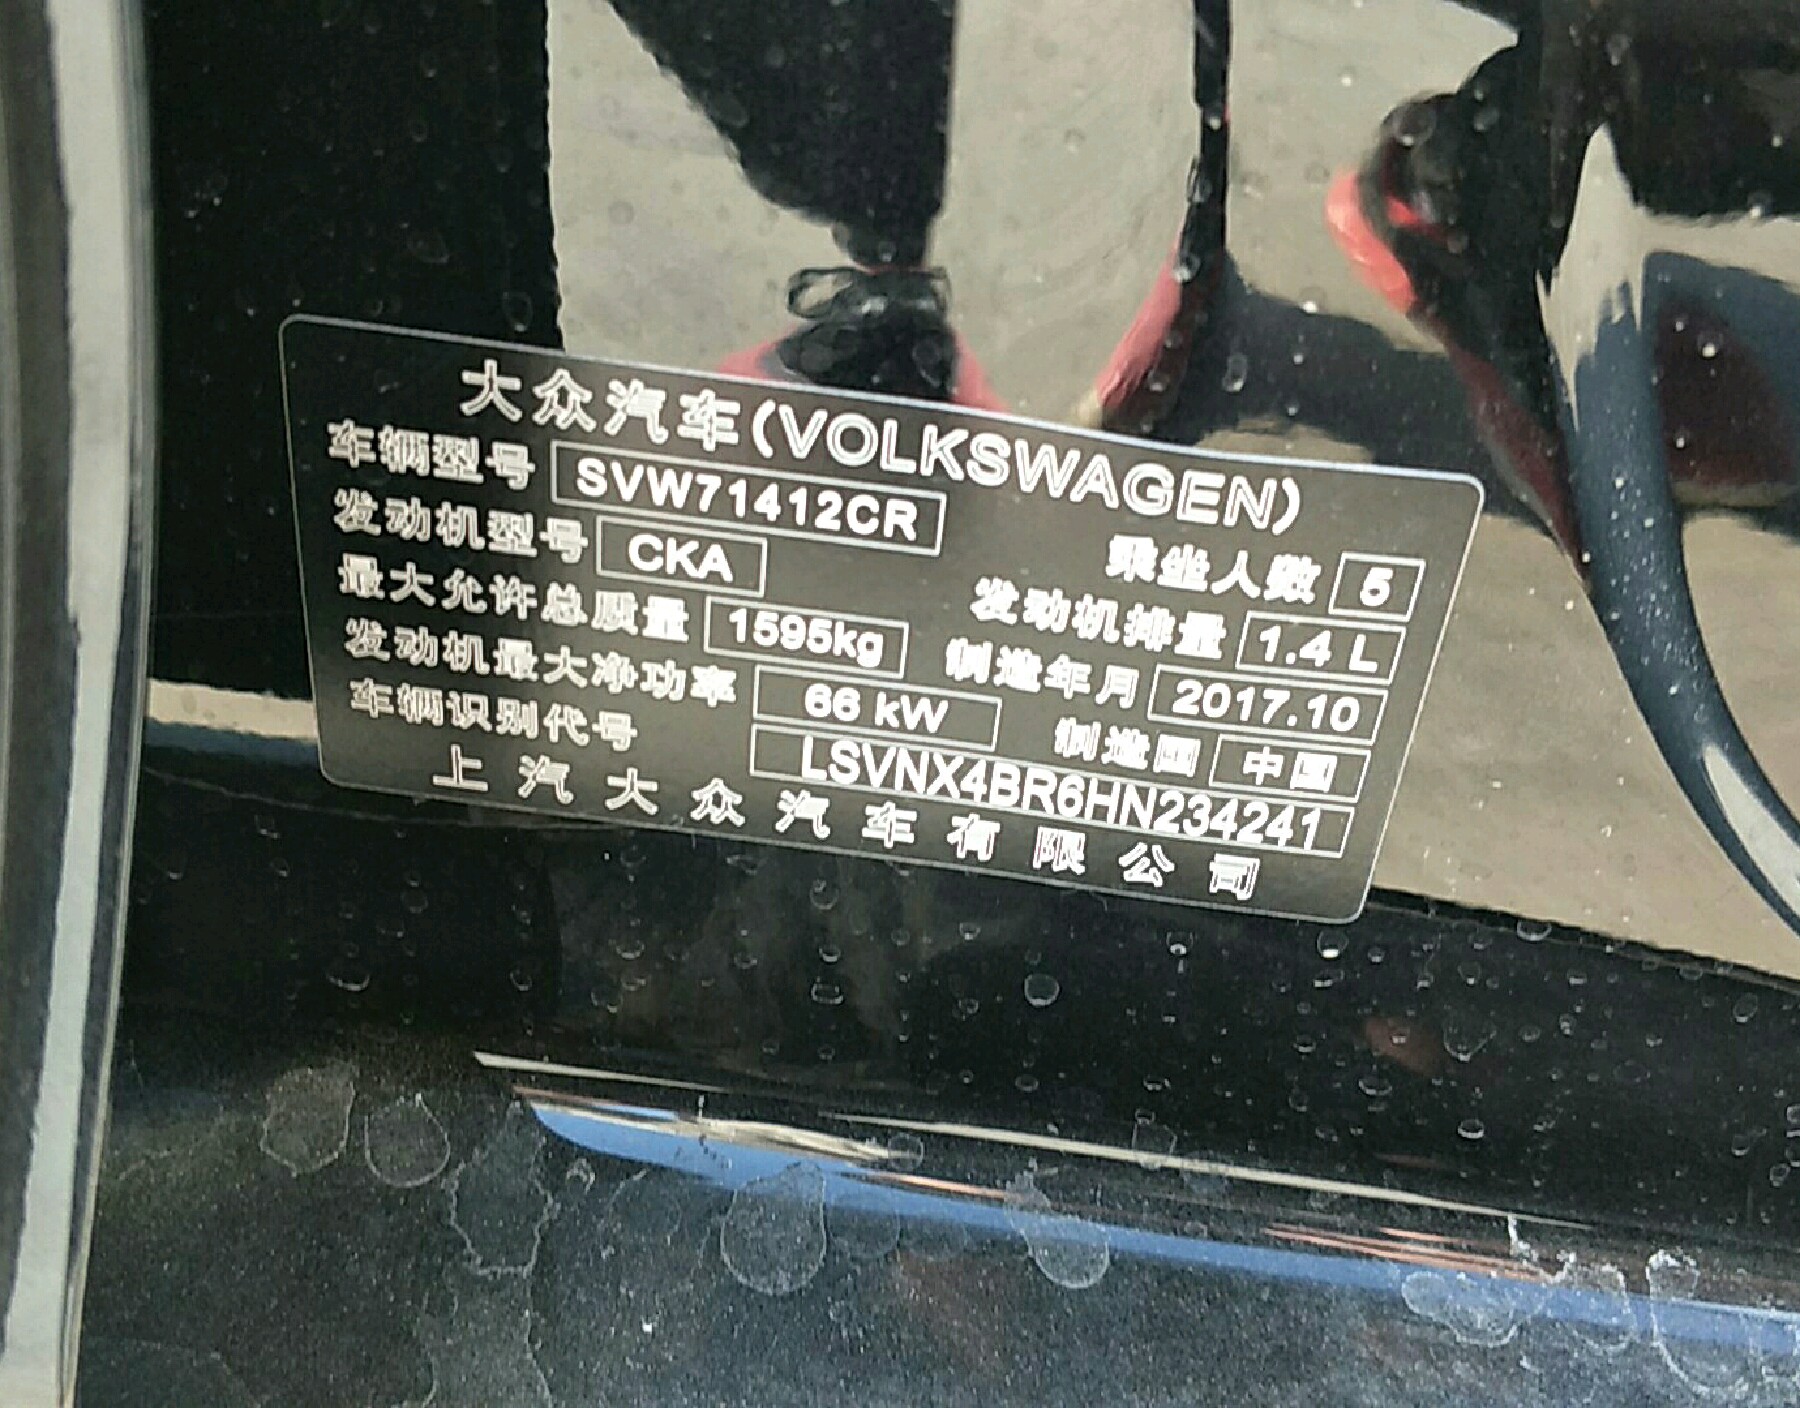 大众汽车(VOLKSWAGEN)
车辆型号 SVW71412CR 乘坐人数 5
发动机型号 CKA 发动机排量 1.4 L
最大允许总质量 1595kg 制造年月 2017.10
发动机最大净功率 66 kW 制造国 中国
车辆识别代号 LSVNX4BR6HN234241
上汽大众汽车有限公司